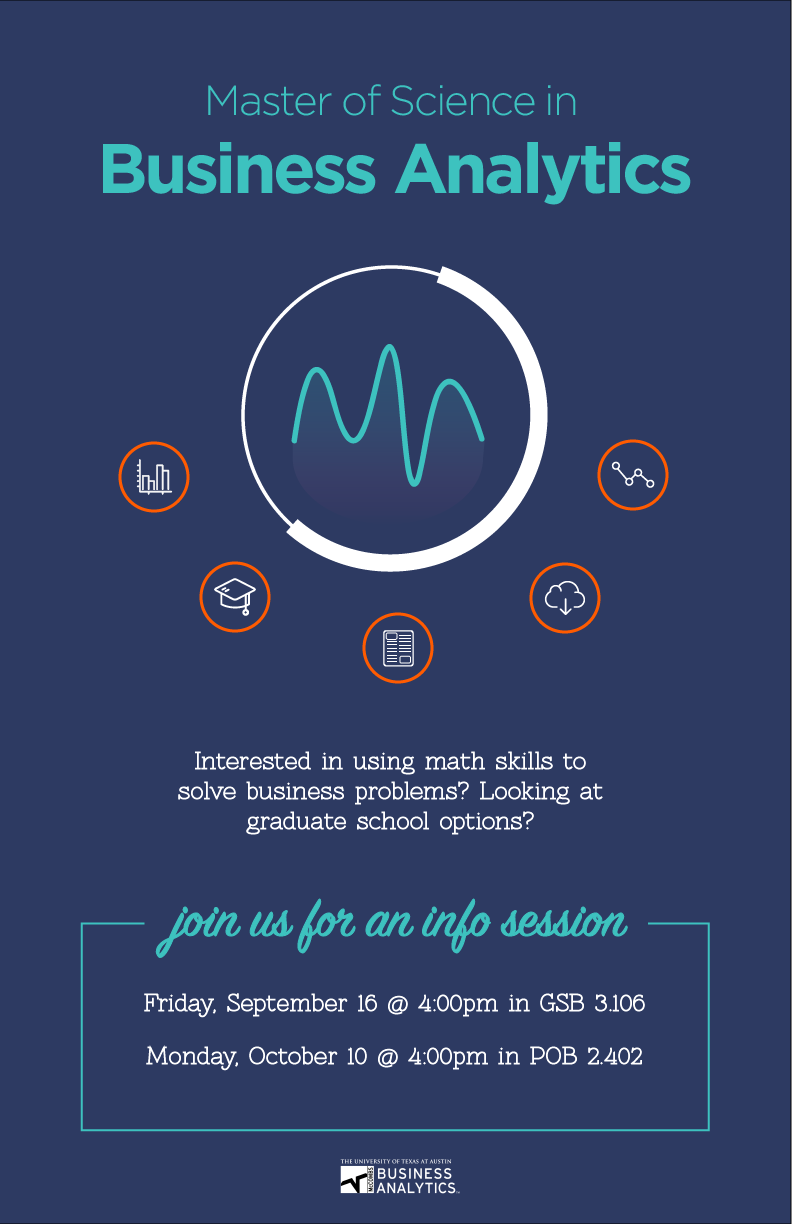 Master of Science in
Business Analytics
Interested in using math skills to
solve business problems? Looking at
graduate school options?
join us for an info session
Friday, September 16 @ 4:00pm in GSB 3.106
Monday, October 10 @ 4:00pm in POB 2.402
THE UNIVERSITY OF TEXAS AT AUSTIN
McCOMBS
BUSINESS
ANALYTICS™